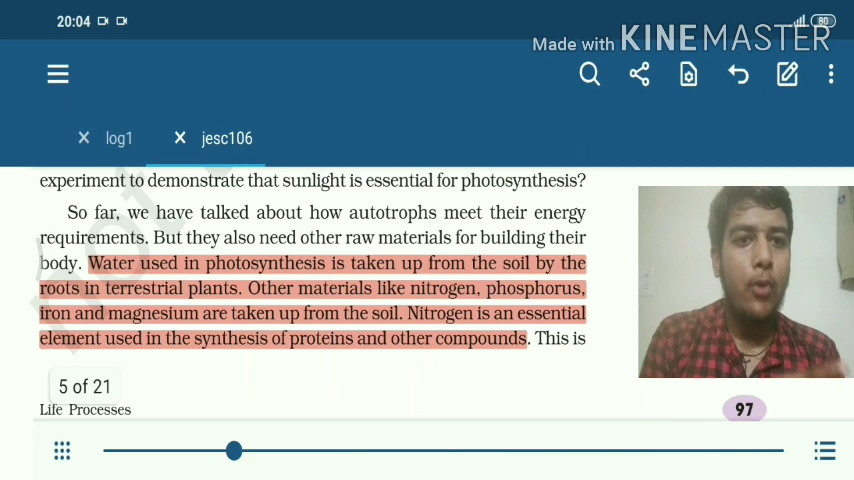 20:04
80
Made with KINEMASTER
log1
jesc106
experiment to demonstrate that sunlight is essential for photosynthesis?
So far, we have talked about how autotrophs meet their energy
requirements. But they also need other raw materials for building their
body. Water used in photosynthesis is taken up from the soil by the
roots in terrestrial plants. Other materials like nitrogen, phosphorus,
iron and magnesium are taken up from the soil. Nitrogen is an essential
element used in the synthesis of proteins and other compounds. This is
5 of 21
Life Processes
97